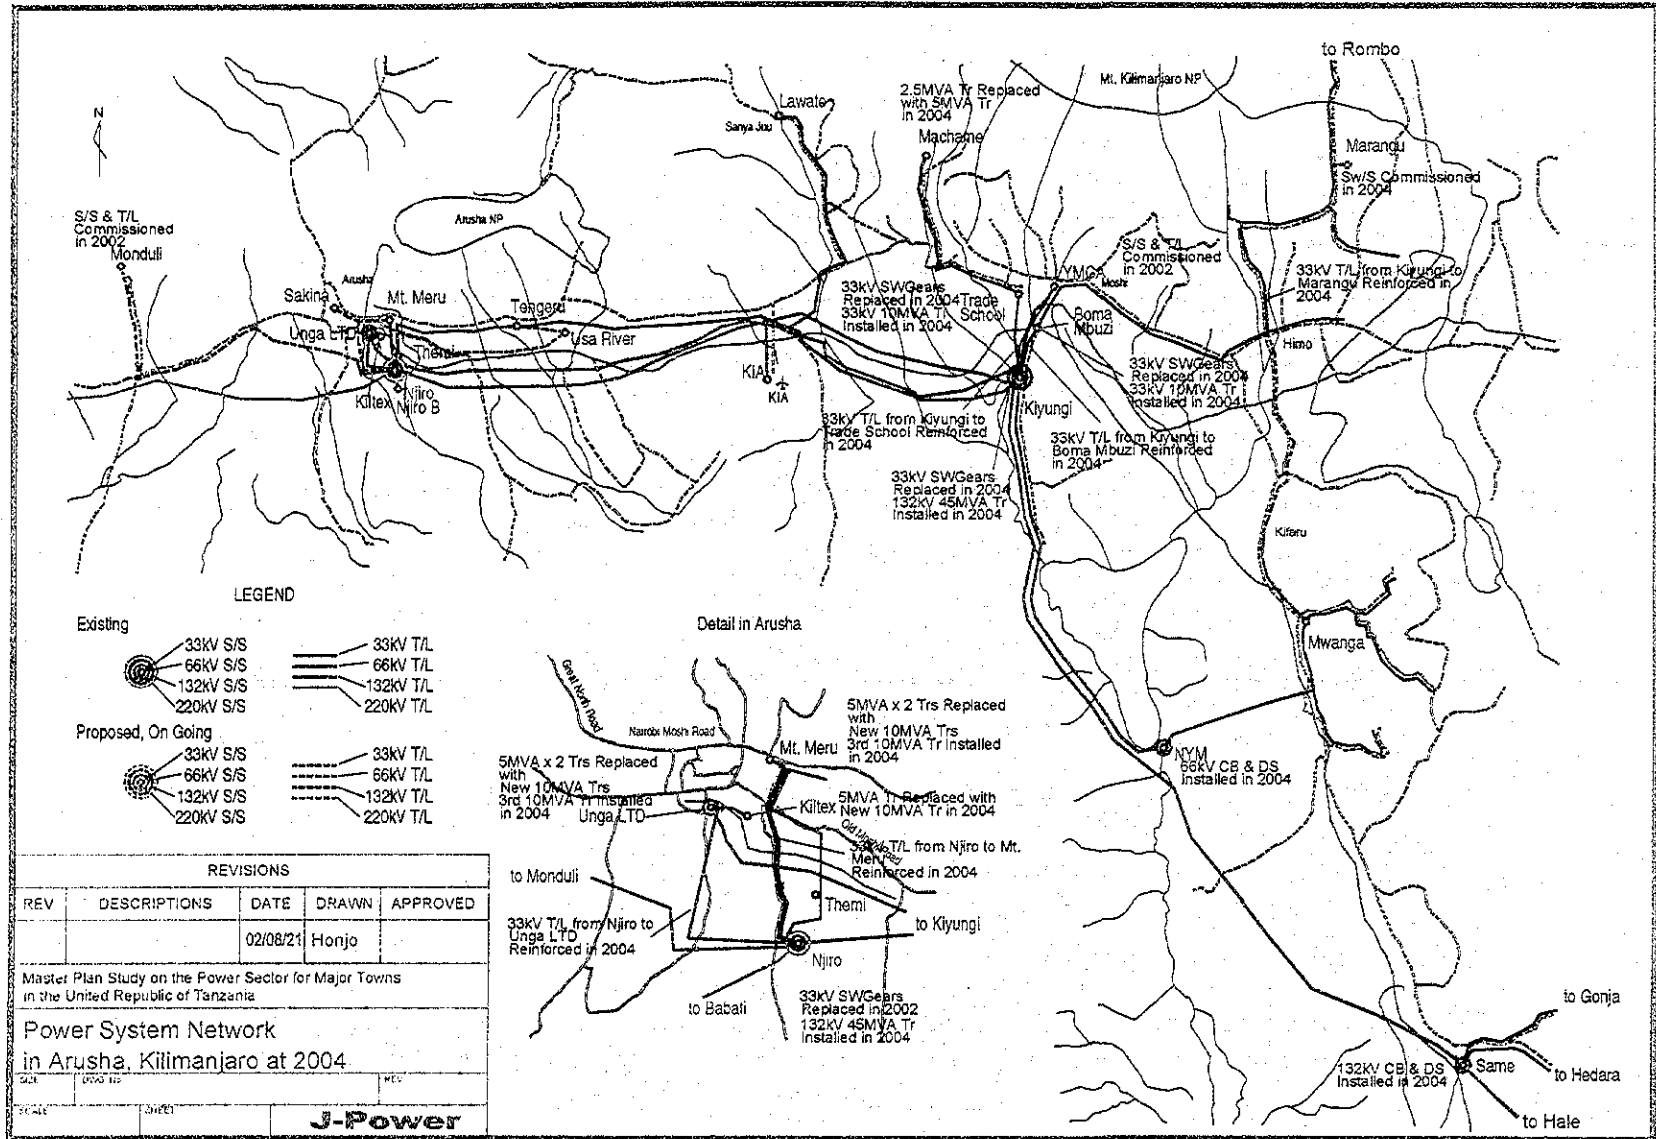 to Rombo
Mt. Kilimanjaro NP
2.5MVA Tr Replaced
with 5MVA Tr
in 2004
Machame
Lawate
Sanya Juu
N
Marangu
Sw/S Commissioned
in 2004
S/S & T/L
Commissioned
in 2002
Monduli
Arusha NP
Arusha
Sakina
Mt. Meru
Tengeru
Unga LTD
Themi
Usa River
Kiltex
Njiro
Njiro B
KIA
KIA
33kV SWGears
Replaced in 2004
33kV 10MVA Tr
Installed in 2004
Trade
School
YMCA
Moshi
S/S & T/L
Commissioned
in 2002
Boma
Mbuzi
33kV T/L from Kiyungi to
Marangu Reinforced in
2004
Himo
33kV SWGears
Replaced in 2004
33kV 10MVA Tr
Installed in 2004
Kiyungi
33kV T/L from Kiyungi to
Trade School Reinforced
in 2004
33kV T/L from Kiyungi to
Boma Mbuzi Reinforced
in 2004
33kV SWGears
Replaced in 2004
132kV 45MVA Tr
Installed in 2004
Kifaru
Mwanga
NYM
66kV CB & DS
Installed in 2004
to Gonja
Same
132kV CB & DS
Installed in 2004
to Hedara
to Hale
LEGEND
Existing
33kV S/S
66kV S/S
132kV S/S
220kV S/S
33kV T/L
66kV T/L
132kV T/L
220kV T/L
Proposed, On Going
33kV S/S
66kV S/S
132kV S/S
220kV S/S
33kV T/L
66kV T/L
132kV T/L
220kV T/L
Detail in Arusha
Great North Road
Nairobi Moshi Road
5MVA x 2 Trs Replaced
with
New 10MVA Trs
3rd 10MVA Tr Installed
in 2004
Mt. Meru
5MVA x 2 Trs Replaced
with
New 10MVA Trs
3rd 10MVA Tr Installed
in 2004
Unga LTD
Kiltex
5MVA Tr Replaced with
New 10MVA Tr in 2004
Old Moshi Road
33kV T/L from Njiro to Mt.
Meru
Reinforced in 2004
to Monduli
Themi
to Kiyungi
33kV T/L from Njiro to
Unga LTD
Reinforced in 2004
Njiro
to Babati
33kV SWGears
Replaced in 2002
132kV 45MVA Tr
Installed in 2004
REVISIONS
REV DESCRIPTIONS DATE DRAWN APPROVED
02/08/21 Honjo
Master Plan Study on the Power Sector for Major Towns
in the United Republic of Tanzania
Power System Network
in Arusha, Kilimanjaro at 2004
SIZE DWG NO REV
SCALE SHEET
J-Power